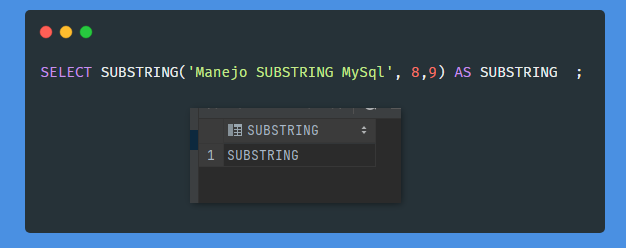 SELECT SUBSTRING('Manejo SUBSTRING MySql', 8,9) AS SUBSTRING  ;
SUBSTRING
1 SUBSTRING